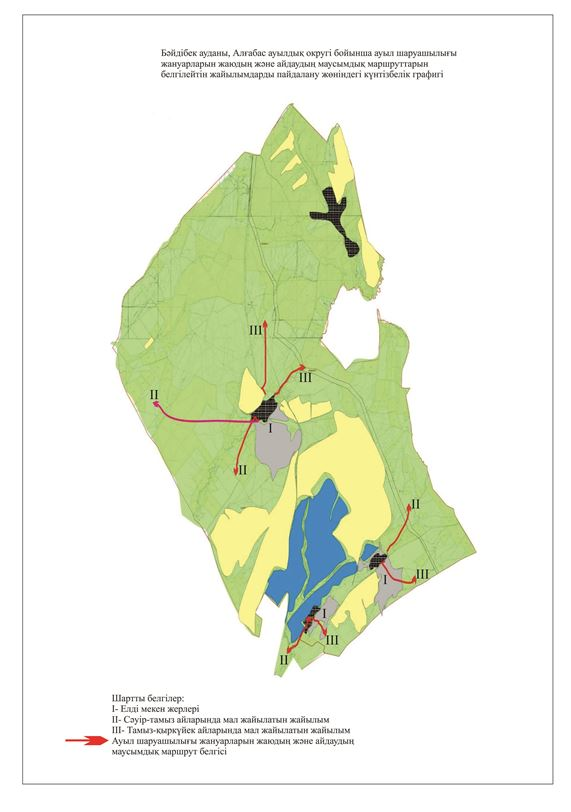 Бәйдібек ауданы, Алғабас ауылдық округі бойынша ауыл шаруашылығы
жануарларын жаюдың және айдаудың маусымдық маршруттарын
белгілейтін жайылымдарды пайдалану жөніндегі күнтізбелік графигі
III
III
II
I
II
II
III
I
I
III
II
Шартты белгілер:
I- Елді мекен жерлері
II- Сәуір-тамыз айларында мал жайылатын жайылым
III- Тамыз-қыркүйек айларында мал жайылатын жайылым
Ауыл шаруашылығы жануарларын жаюдың және айдаудың
маусымдық маршрут белгісі